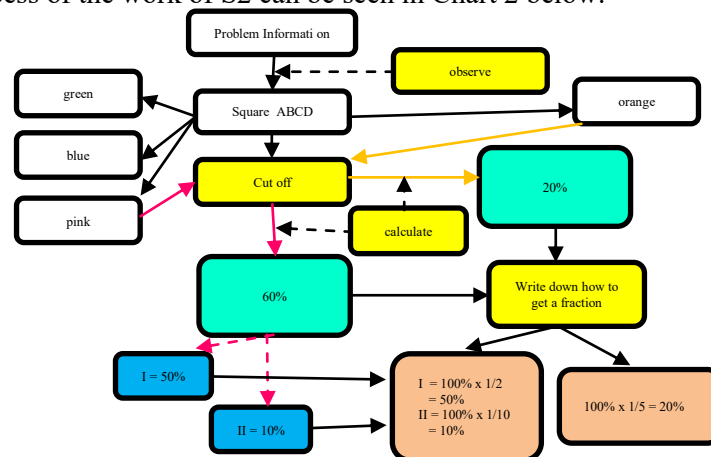 cess of the work of S2 can be seen in Chart 2 below.
Problem Informati on
observe
green
Square ABCD
orange
blue
Cut off
20%
pink
calculate
60%
Write down how to
get a fraction
I = 50%
I = 100% x 1/2
= 50%
II = 100% x 1/10
= 10%
100% x 1/5 = 20%
II = 10%